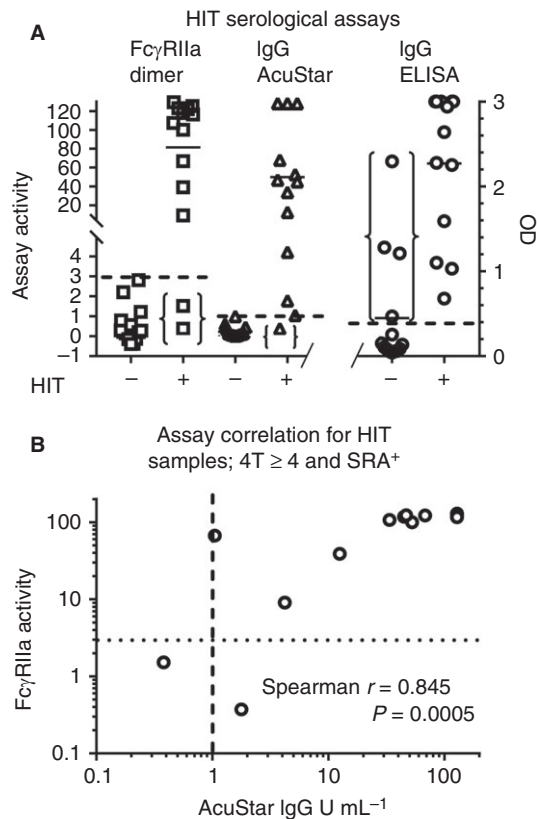 HIT serological assays
A
FcγRIIa dimer
IgG AcuStar
IgG ELISA
Assay activity
120
100
80
60
40
20
4
3
2
1
0
−1
3
2
1
0
OD
HIT
− + − + − +
B
Assay correlation for HIT
samples; 4T ≥ 4 and SRA⁺
FcγRIIa activity
100
10
1
0.1
Spearman r = 0.845
P = 0.0005
0.1 1 10 100
AcuStar IgG U mL⁻¹